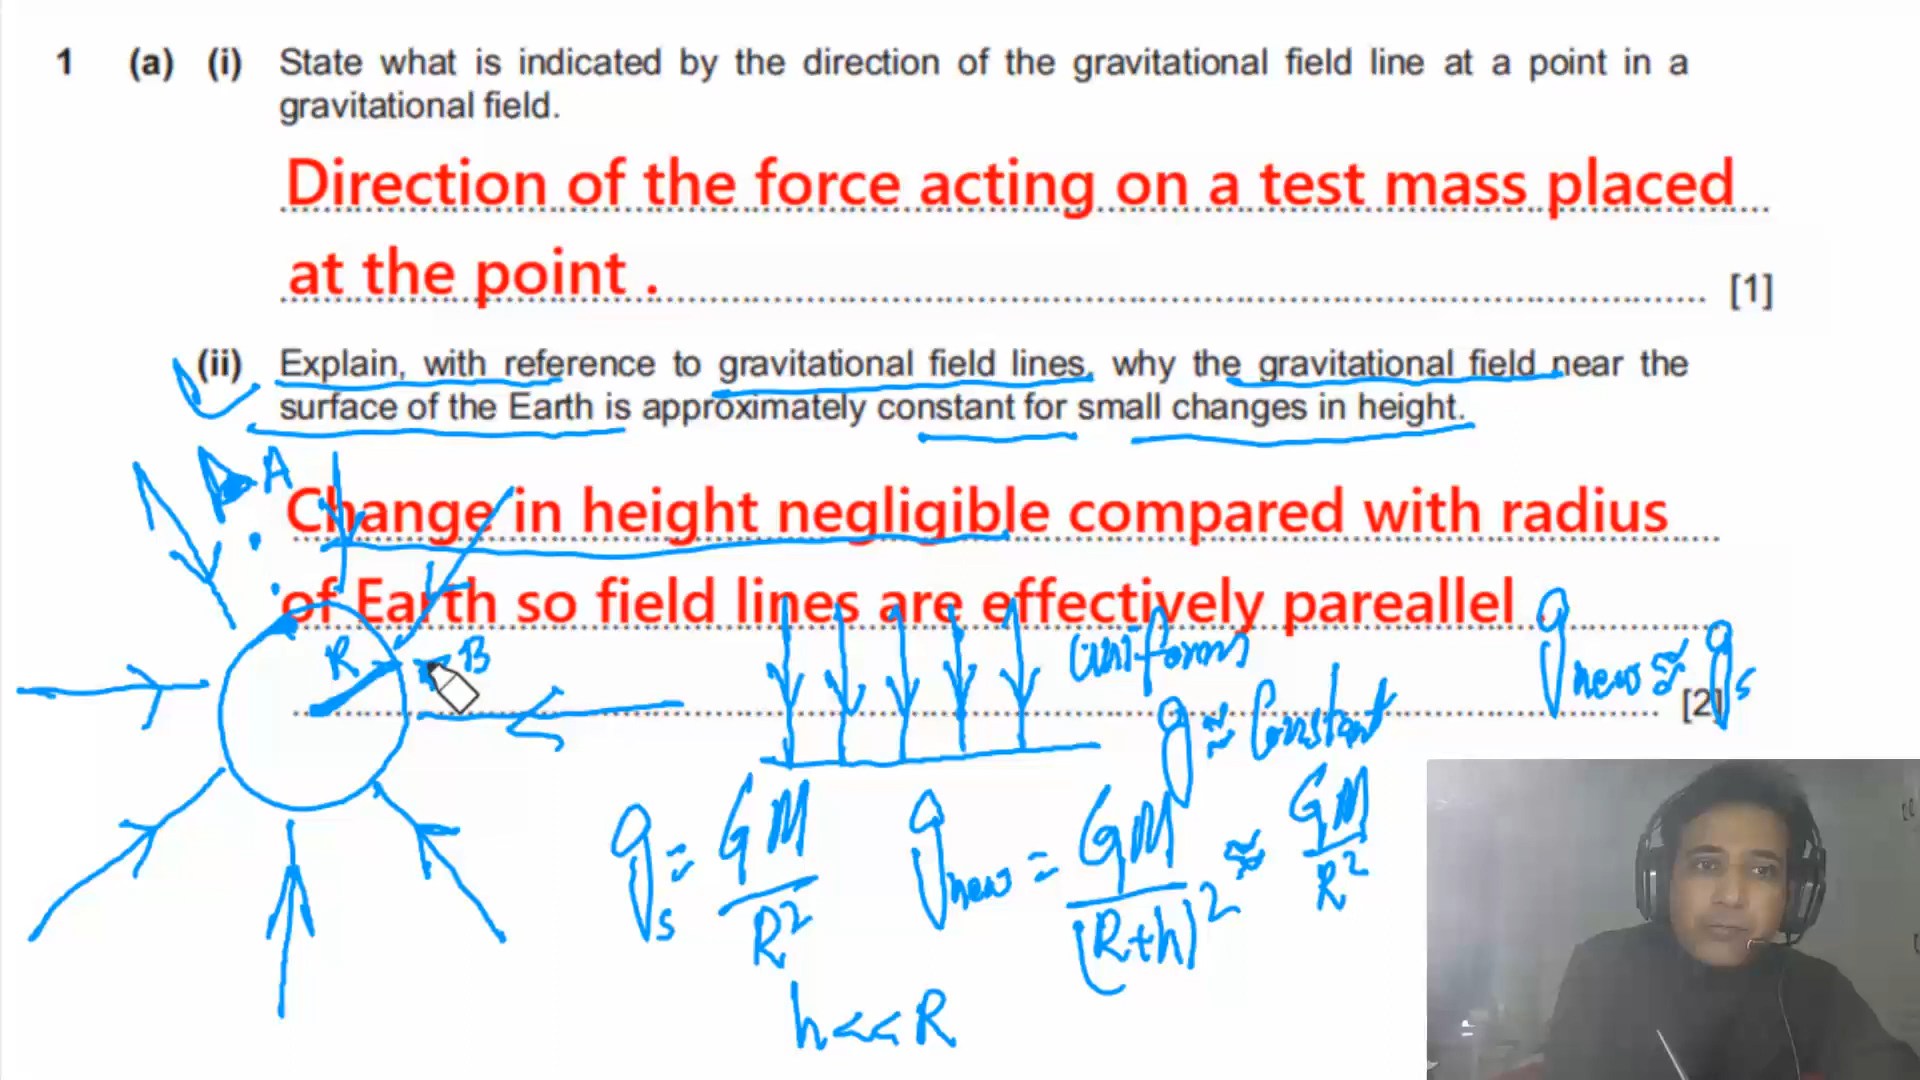 1 (a) (i) State what is indicated by the direction of the gravitational field line at a point in a
gravitational field.
Direction of the force acting on a test mass placed
at the point .
[1]
(ii) Explain, with reference to gravitational field lines, why the gravitational field near the
surface of the Earth is approximately constant for small changes in height.
A
Change in height negligible compared with radius
of Earth so field lines are effectively pareallel
R
B
uniform
g new ≈ g s
[2]
g ≈ Constant
g s = GM / R²
g new = GM / (R+h)² ≈ GM / R²
h << R